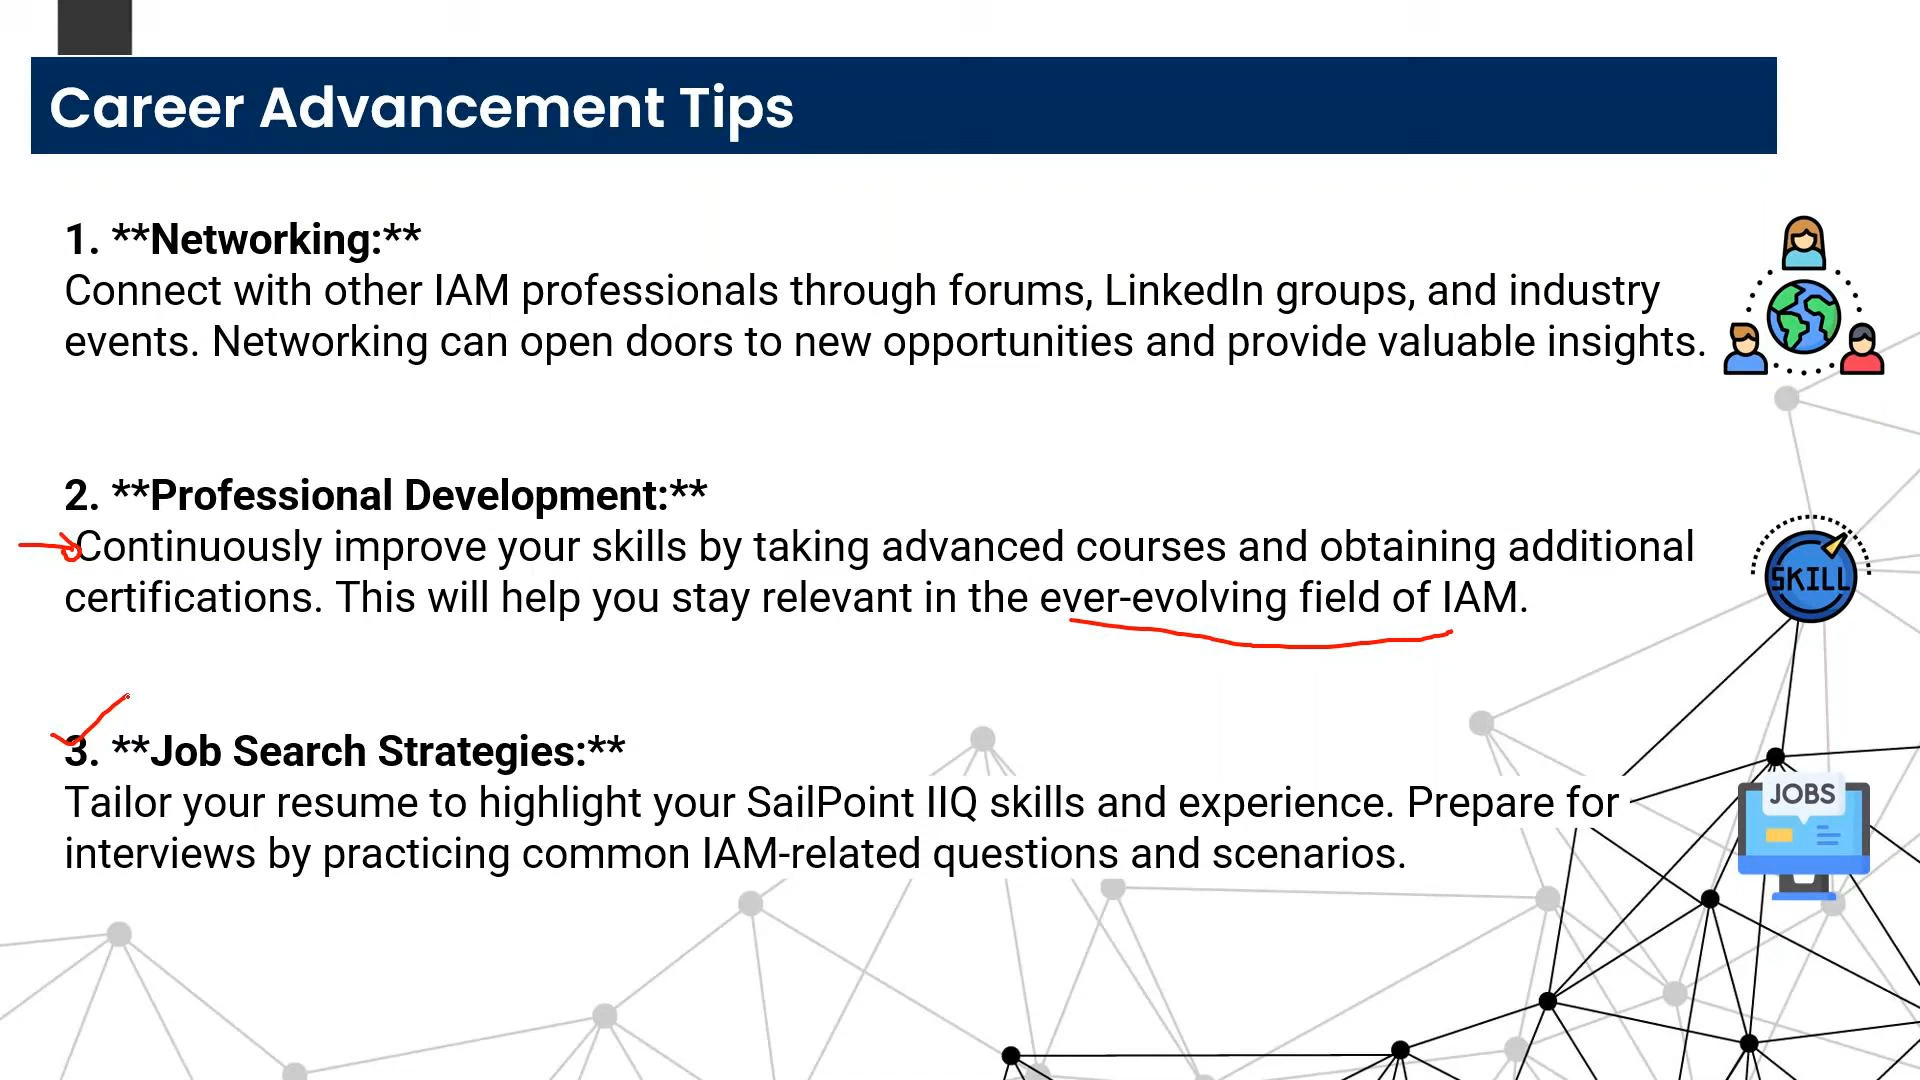 Career Advancement Tips
1. **Networking:**
Connect with other IAM professionals through forums, LinkedIn groups, and industry
events. Networking can open doors to new opportunities and provide valuable insights.
2. **Professional Development:**
Continuously improve your skills by taking advanced courses and obtaining additional
certifications. This will help you stay relevant in the ever-evolving field of IAM.
SKILL
3. **Job Search Strategies:**
Tailor your resume to highlight your SailPoint IIQ skills and experience. Prepare for
interviews by practicing common IAM-related questions and scenarios.
JOBS